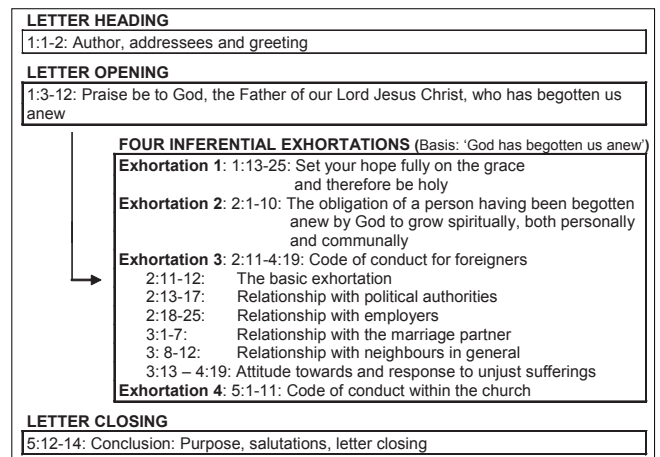 LETTER HEADING
1:1-2: Author, addressees and greeting
LETTER OPENING
1:3-12: Praise be to God, the Father of our Lord Jesus Christ, who has begotten us
anew
FOUR INFERENTIAL EXHORTATIONS (Basis: ‘God has begotten us anew’)
Exhortation 1: 1:13-25: Set your hope fully on the grace
and therefore be holy
Exhortation 2: 2:1-10: The obligation of a person having been begotten
anew by God to grow spiritually, both personally
and communally
Exhortation 3: 2:11-4:19: Code of conduct for foreigners
2:11-12: The basic exhortation
2:13-17: Relationship with political authorities
2:18-25: Relationship with employers
3:1-7: Relationship with the marriage partner
3: 8-12: Relationship with neighbours in general
3:13 – 4:19: Attitude towards and response to unjust sufferings
Exhortation 4: 5:1-11: Code of conduct within the church
LETTER CLOSING
5:12-14: Conclusion: Purpose, salutations, letter closing